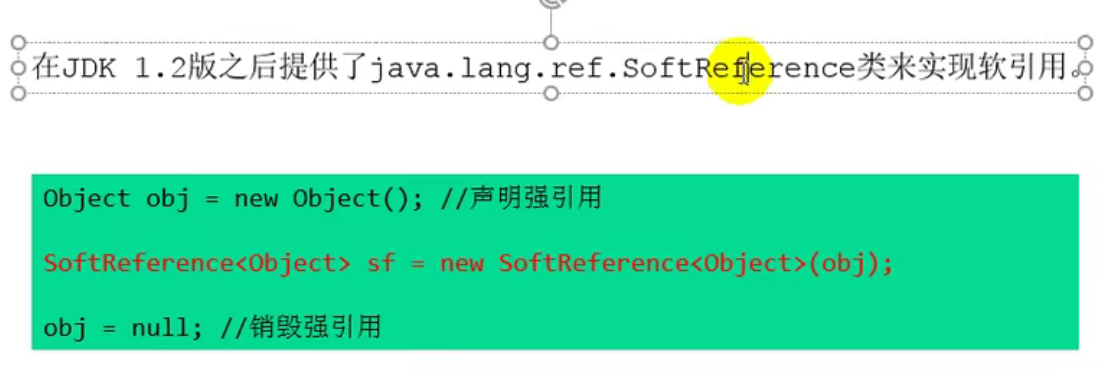 在JDK 1.2版之后提供了java.lang.ref.SoftReference类来实现软引用。
Object obj = new Object(); //声明强引用
SoftReference<Object> sf = new SoftReference<Object>(obj);
obj = null; //销毁强引用